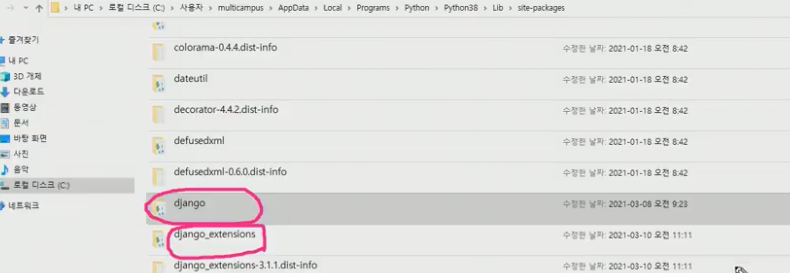 내 PC > 로컬 디스크 (C:) > 사용자 > multicampus > AppData > Local > Programs > Python > Python38 > Lib > site-packages
즐겨찾기
내 PC
3D 개체
다운로드
동영상
문서
바탕 화면
사진
음악
로컬 디스크 (C:)
네트워크
colorama-0.4.4.dist-info 수정한 날짜: 2021-01-18 오전 8:42
dateutil 수정한 날짜: 2021-01-18 오전 8:42
decorator-4.4.2.dist-info 수정한 날짜: 2021-01-18 오전 8:42
defusedxml 수정한 날짜: 2021-01-18 오전 8:42
defusedxml-0.6.0.dist-info 수정한 날짜: 2021-01-18 오전 8:42
django 수정한 날짜: 2021-03-08 오전 9:23
django_extensions 수정한 날짜: 2021-03-10 오전 11:11
django_extensions-3.1.1.dist-info 수정한 날짜: 2021-03-10 오전 11:11